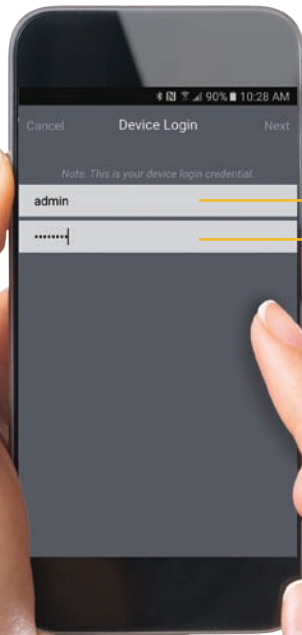 90% 10:28 AM
Cancel Device Login Next
Note: This is your device login credential.
admin
••••••••